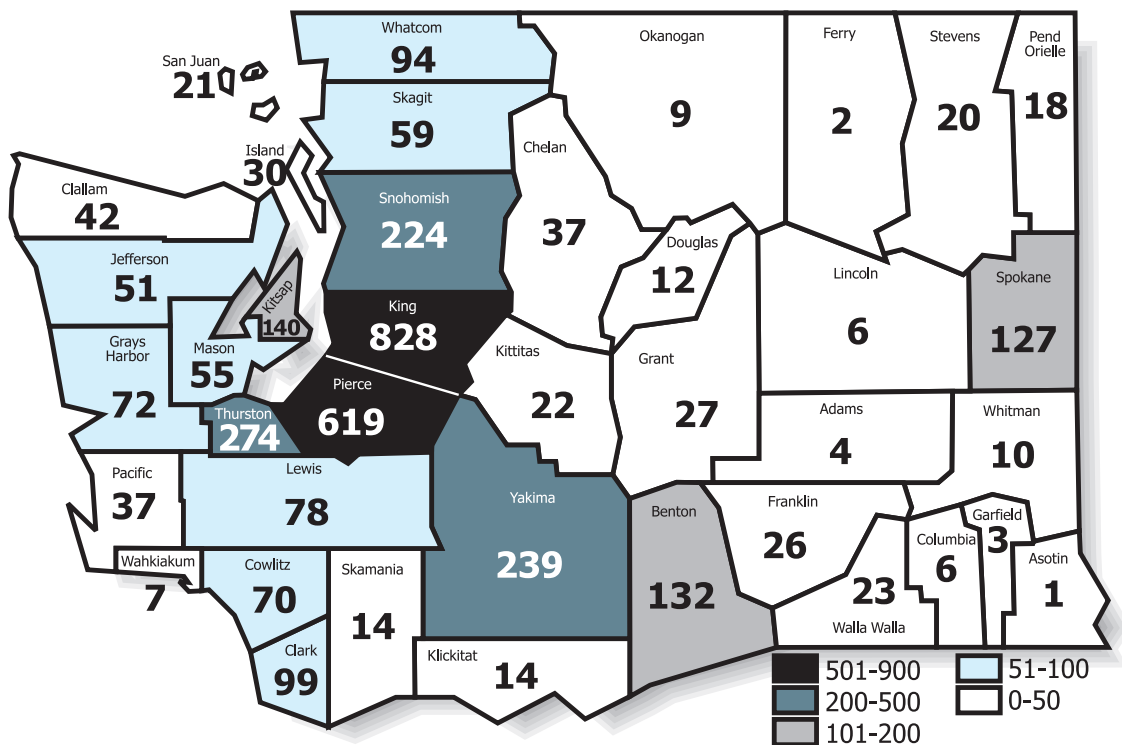 Whatcom
94
San Juan
21
Skagit
59
Okanogan
9
Ferry
2
Stevens
20
Pend
Orielle
18
Island
30
Chelan
37
Clallam
42
Snohomish
224
Douglas
12
Jefferson
51
Kitsap
140
King
828
Lincoln
6
Spokane
127
Grays
Harbor
72
Mason
55
Pierce
619
Kittitas
22
Grant
27
Thurston
274
Adams
4
Whitman
10
Pacific
37
Lewis
78
Yakima
239
Benton
132
Franklin
26
Columbia
6
Garfield
3
Asotin
1
Wahkiakum
7
Cowlitz
70
Skamania
14
23
Walla Walla
Clark
99
Klickitat
14
501-900
200-500
101-200
51-100
0-50